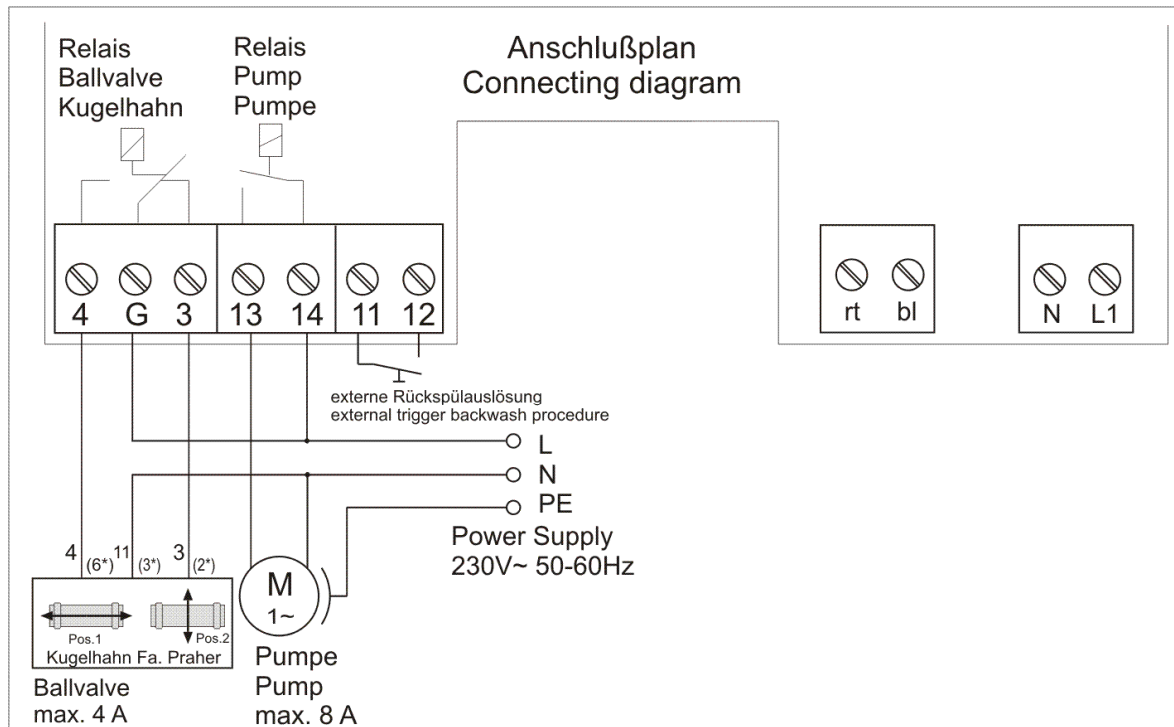 Relais
Ballvalve
Kugelhahn
Relais
Pump
Pumpe
Anschlußplan
Connecting diagram
4 G 3 13 14 11 12
rt bl
N L1
externe Rückspülauslösung
external trigger backwash procedure
L
N
PE
Power Supply
230V~ 50-60Hz
4 (6*) 11 (3*) 3 (2*)
Pos.1 Pos.2
Kugelhahn Fa. Praher
M
1~
Ballvalve
max. 4 A
Pumpe
Pump
max. 8 A